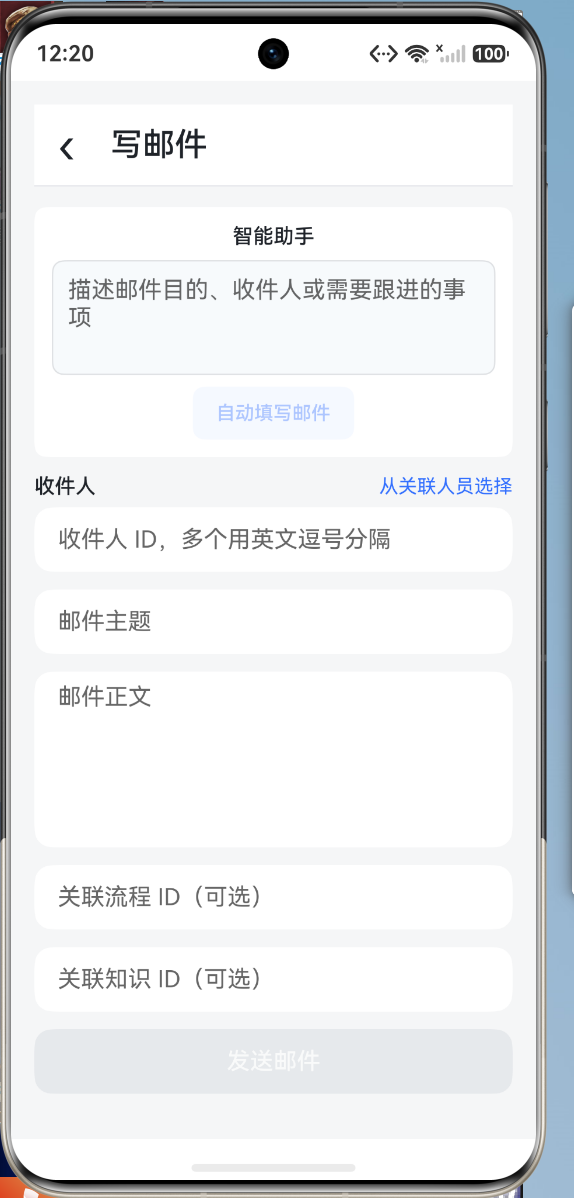 12:20
100
写邮件
智能助手
描述邮件目的、收件人或需要跟进的事
项
自动填写邮件
收件人
从关联人员选择
收件人 ID，多个用英文逗号分隔
邮件主题
邮件正文
关联流程 ID（可选）
关联知识 ID（可选）
发送邮件